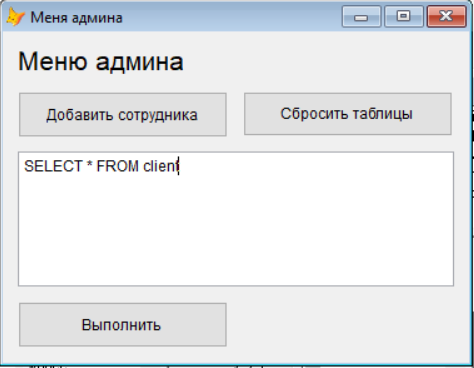 Меня админа
Меню админа
Добавить сотрудника
Сбросить таблицы
SELECT * FROM client
Выполнить